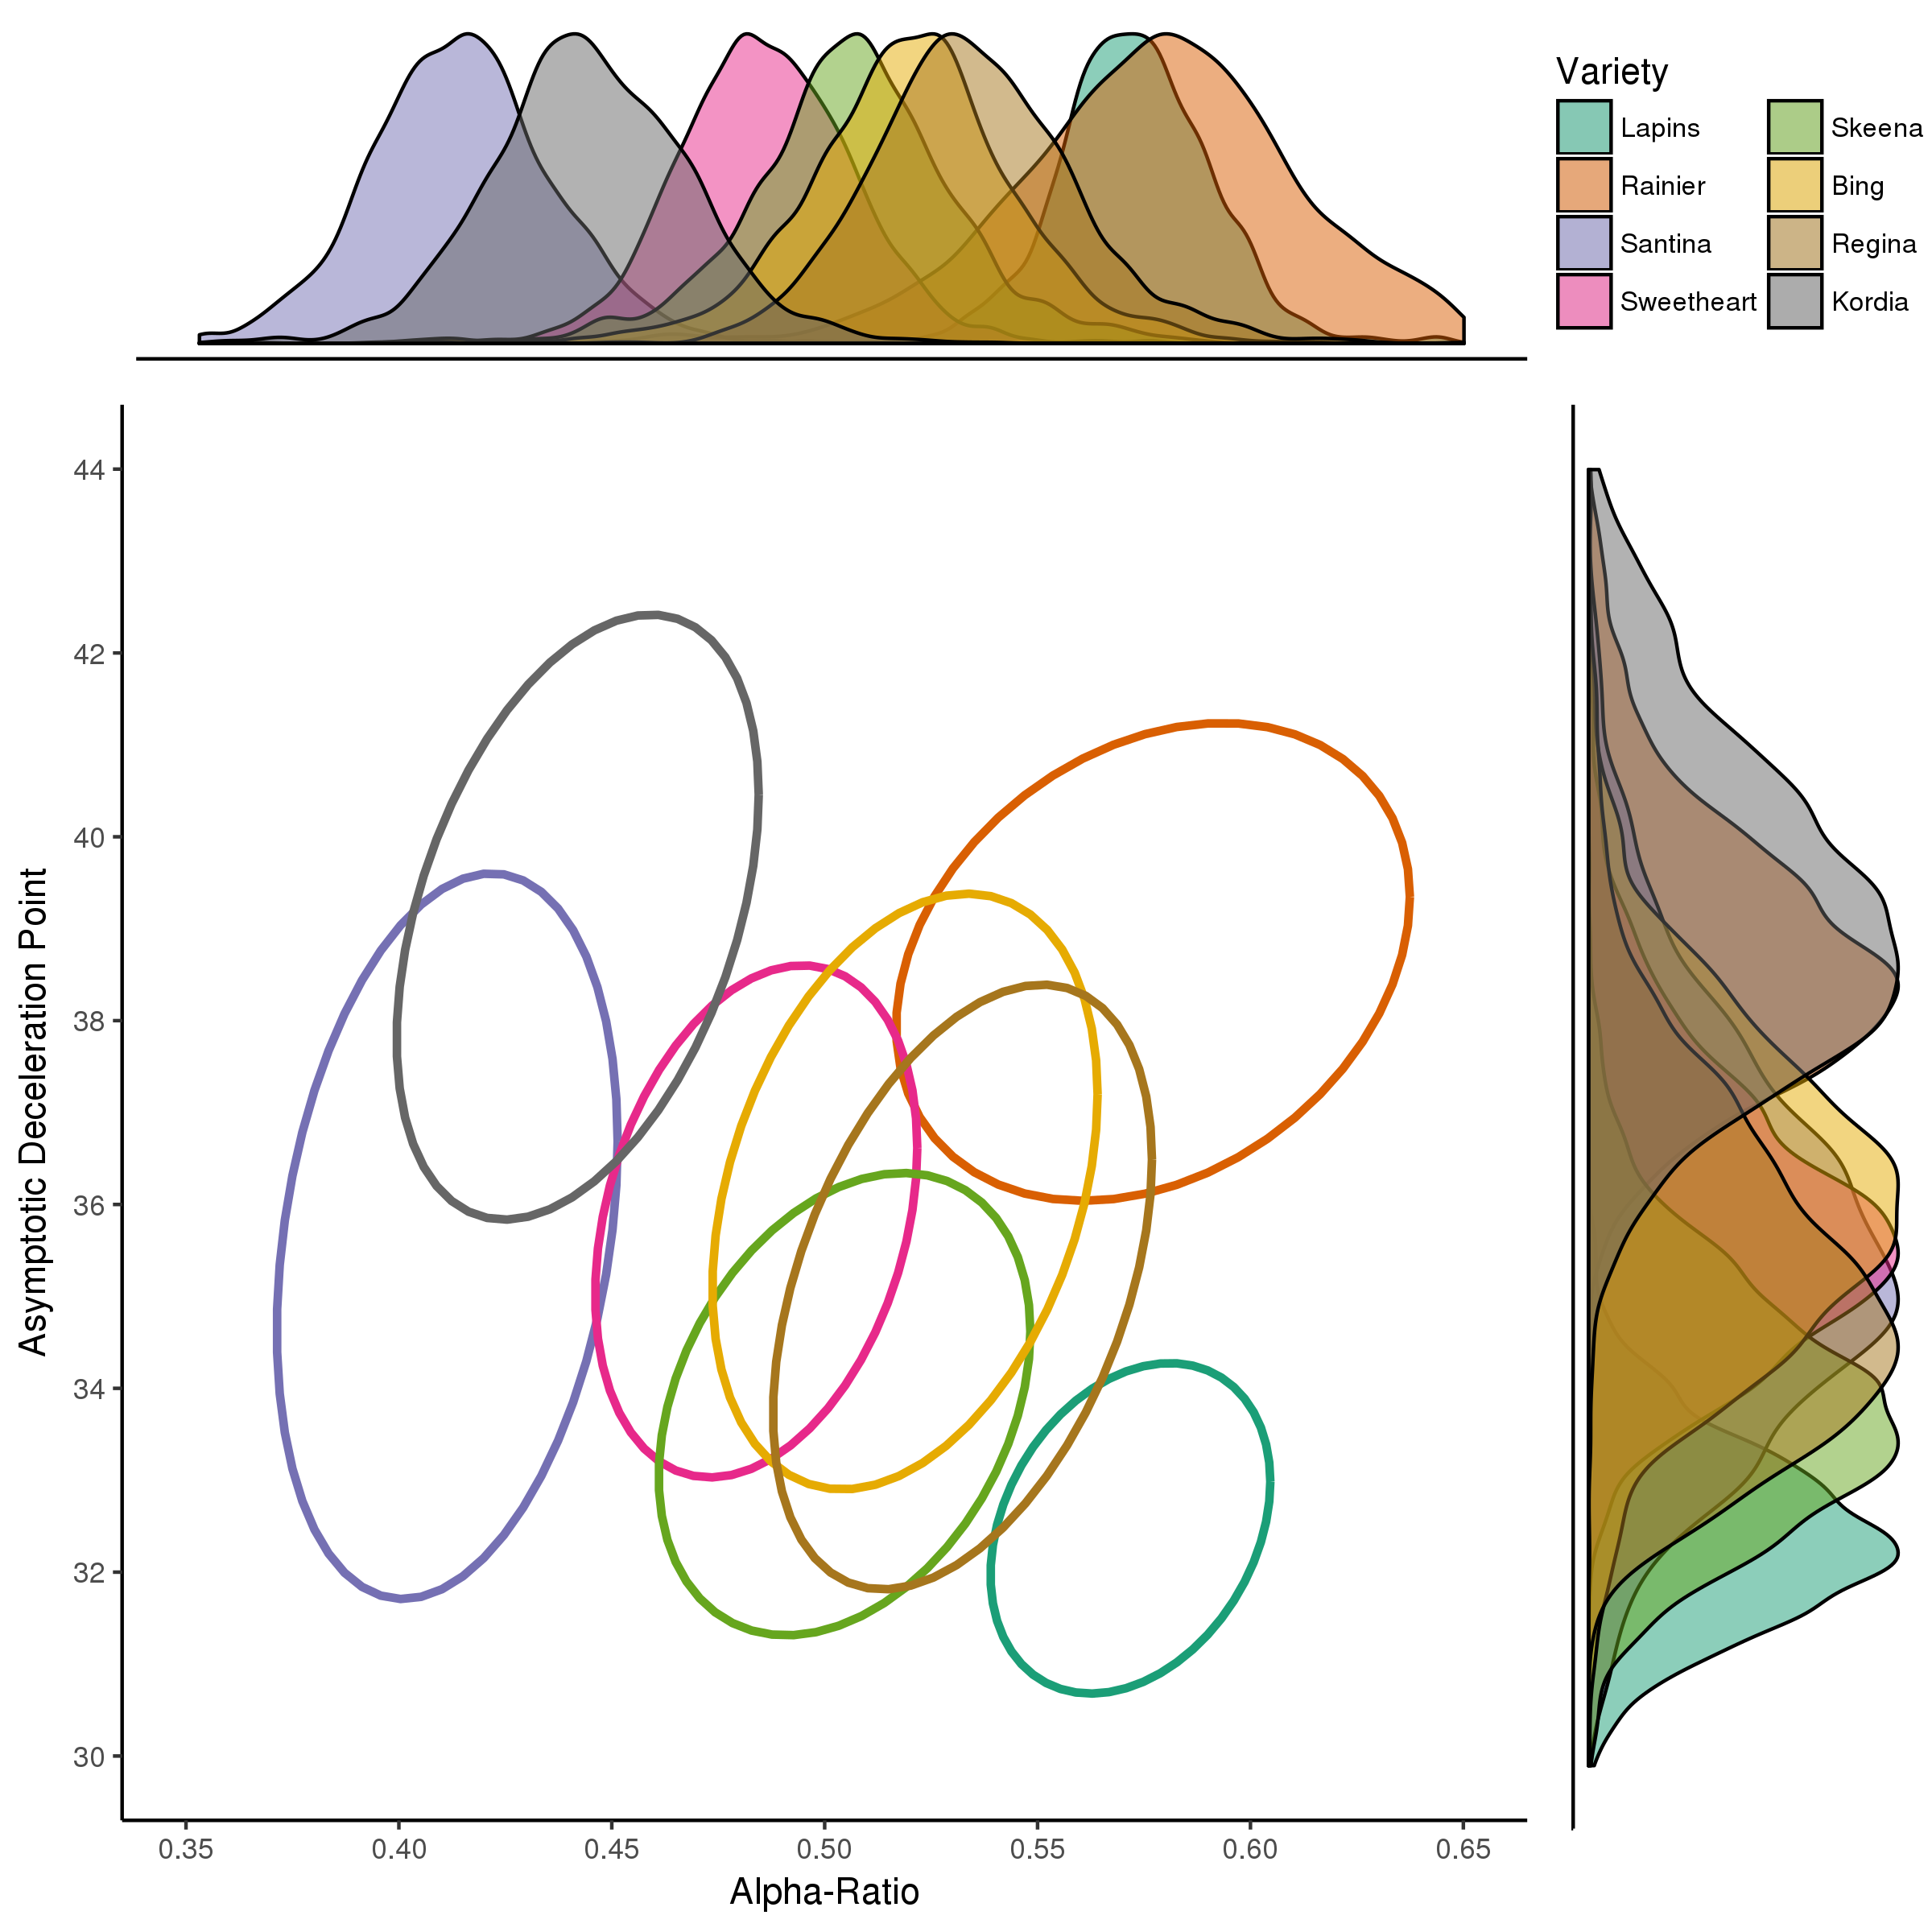 Variety
Lapins
Skeena
Rainier
Bing
Santina
Regina
Sweetheart
Kordia
44
42
40
38
36
34
32
30
Asymptotic Deceleration Point
0.35 0.40 0.45 0.50 0.55 0.60 0.65
Alpha-Ratio